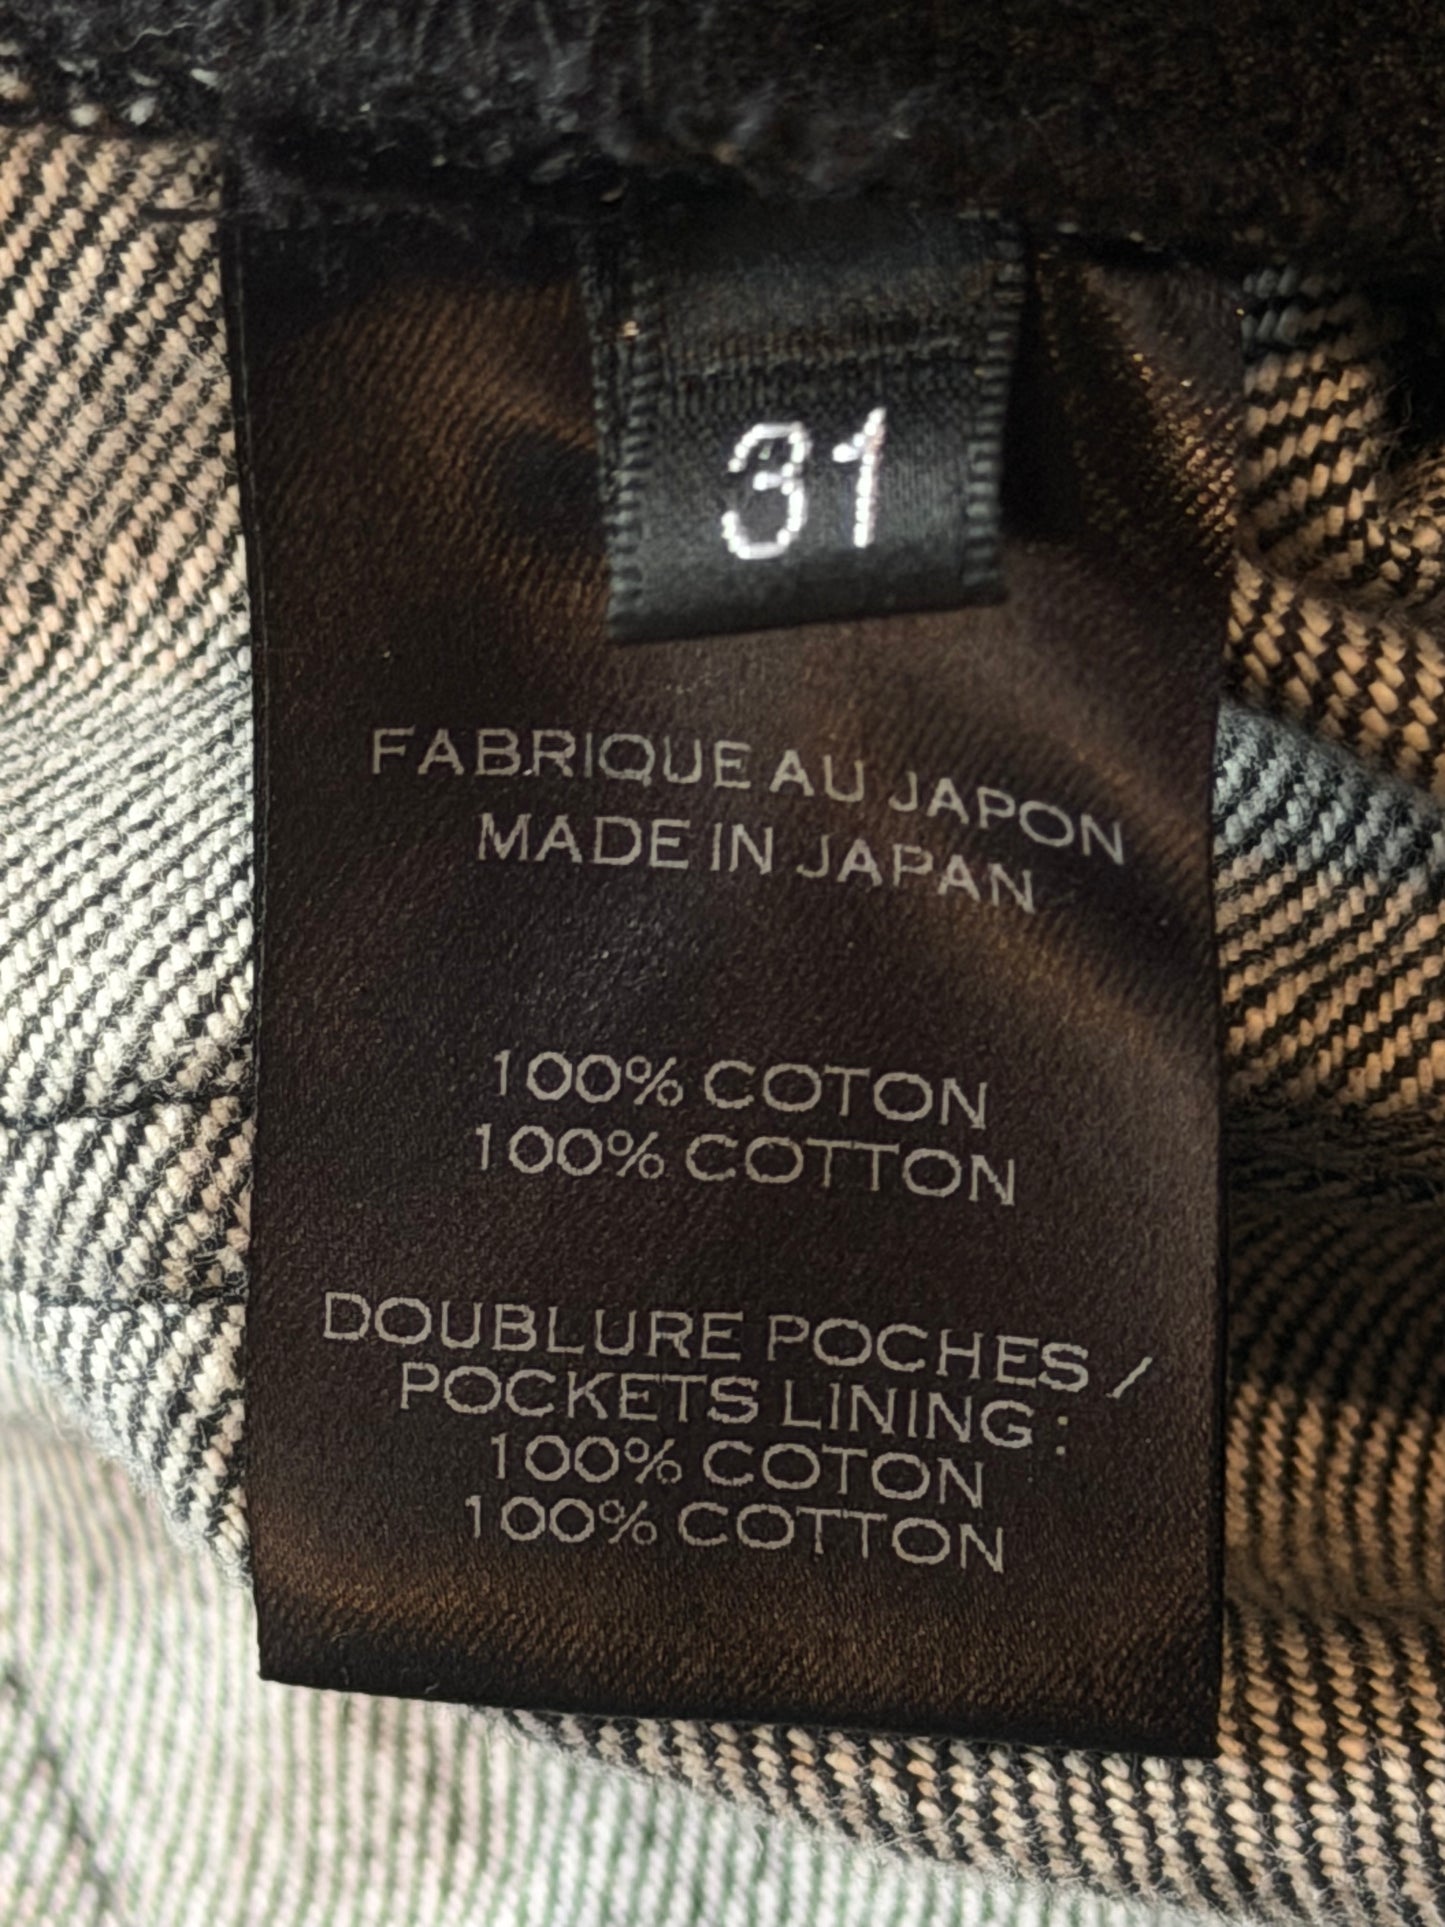 31
FABRIQUE AU JAPON
MADE IN JAPAN
100% COTON
100% COTTON
DOUBLURE POCHES /
POCKETS LINING :
100% COTON
100% COTTON